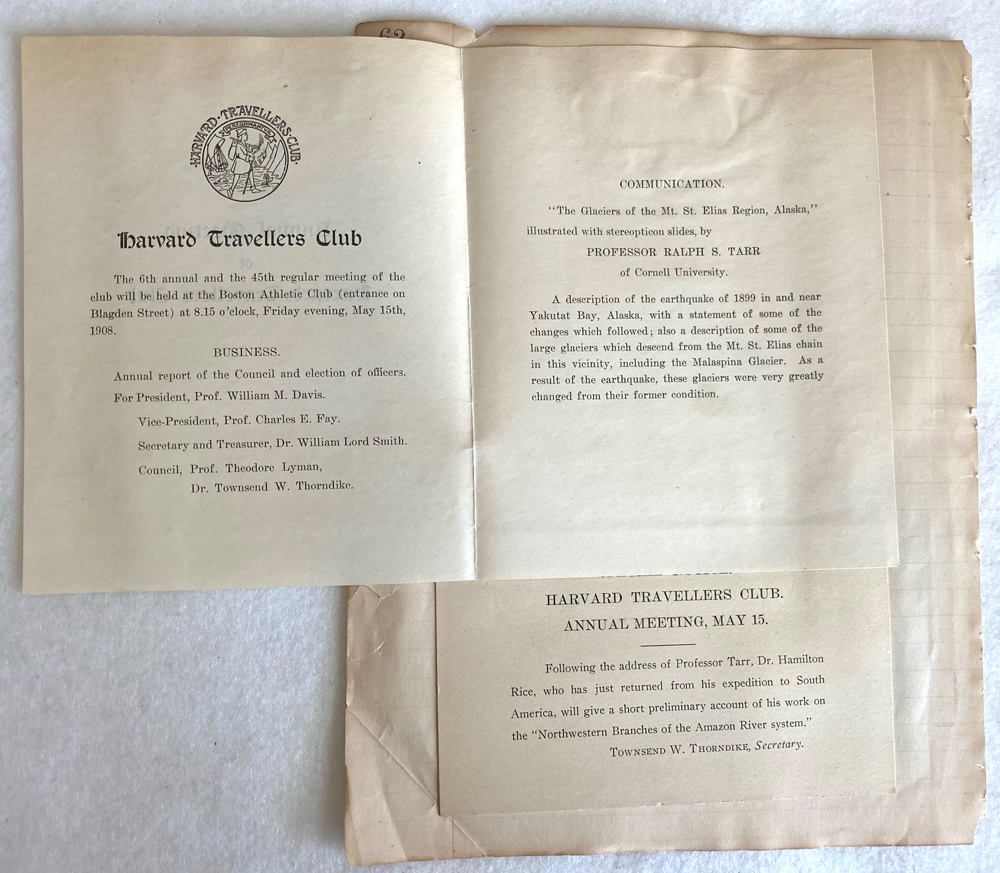 63
HARVARD·TRAVELLERS·CLUB·
PEREGRINANTUR
Harvard Travellers Club
The 6th annual and the 45th regular meeting of the
club will be held at the Boston Athletic Club (entrance on
Blagden Street) at 8.15 o'clock, Friday evening, May 15th,
1908.
BUSINESS.
Annual report of the Council and election of officers.
For President, Prof. William M. Davis.
Vice-President, Prof. Charles E. Fay.
Secretary and Treasurer, Dr. William Lord Smith.
Council, Prof. Theodore Lyman,
Dr. Townsend W. Thorndike.
COMMUNICATION.
"The Glaciers of the Mt. St. Elias Region, Alaska,"
illustrated with stereopticon slides, by
PROFESSOR RALPH S. TARR
of Cornell University.
A description of the earthquake of 1899 in and near
Yakutat Bay, Alaska, with a statement of some of the
changes which followed; also a description of some of the
large glaciers which descend from the Mt. St. Elias chain
in this vicinity, including the Malaspina Glacier. As a
result of the earthquake, these glaciers were very greatly
changed from their former condition.
HARVARD TRAVELLERS CLUB.
ANNUAL MEETING, MAY 15.
Following the address of Professor Tarr, Dr. Hamilton
Rice, who has just returned from his expedition to South
America, will give a short preliminary account of his work on
the "Northwestern Branches of the Amazon River system."
TOWNSEND W. THORNDIKE, Secretary.